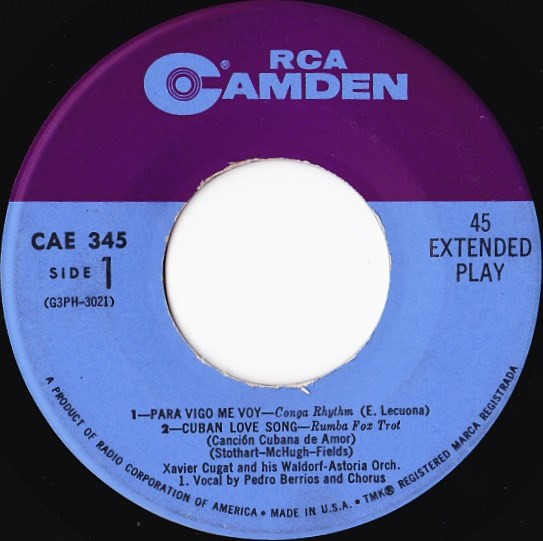 RCA
CAMDEN®
CAE 345
SIDE 1
(G3PH-3021)
45
EXTENDED
PLAY
1—PARA VIGO ME VOY—Conga Rhythm (E. Lecuona)
2—CUBAN LOVE SONG—Rumba Fox Trot
(Canción Cubana de Amor)
(Stothart-McHugh-Fields)
Xavier Cugat and his Waldorf-Astoria Orch.
1. Vocal by Pedro Berrios and Chorus
A PRODUCT OF RADIO CORPORATION OF AMERICA • MADE IN U.S.A. • TMK® REGISTERED MARCA REGISTRADA